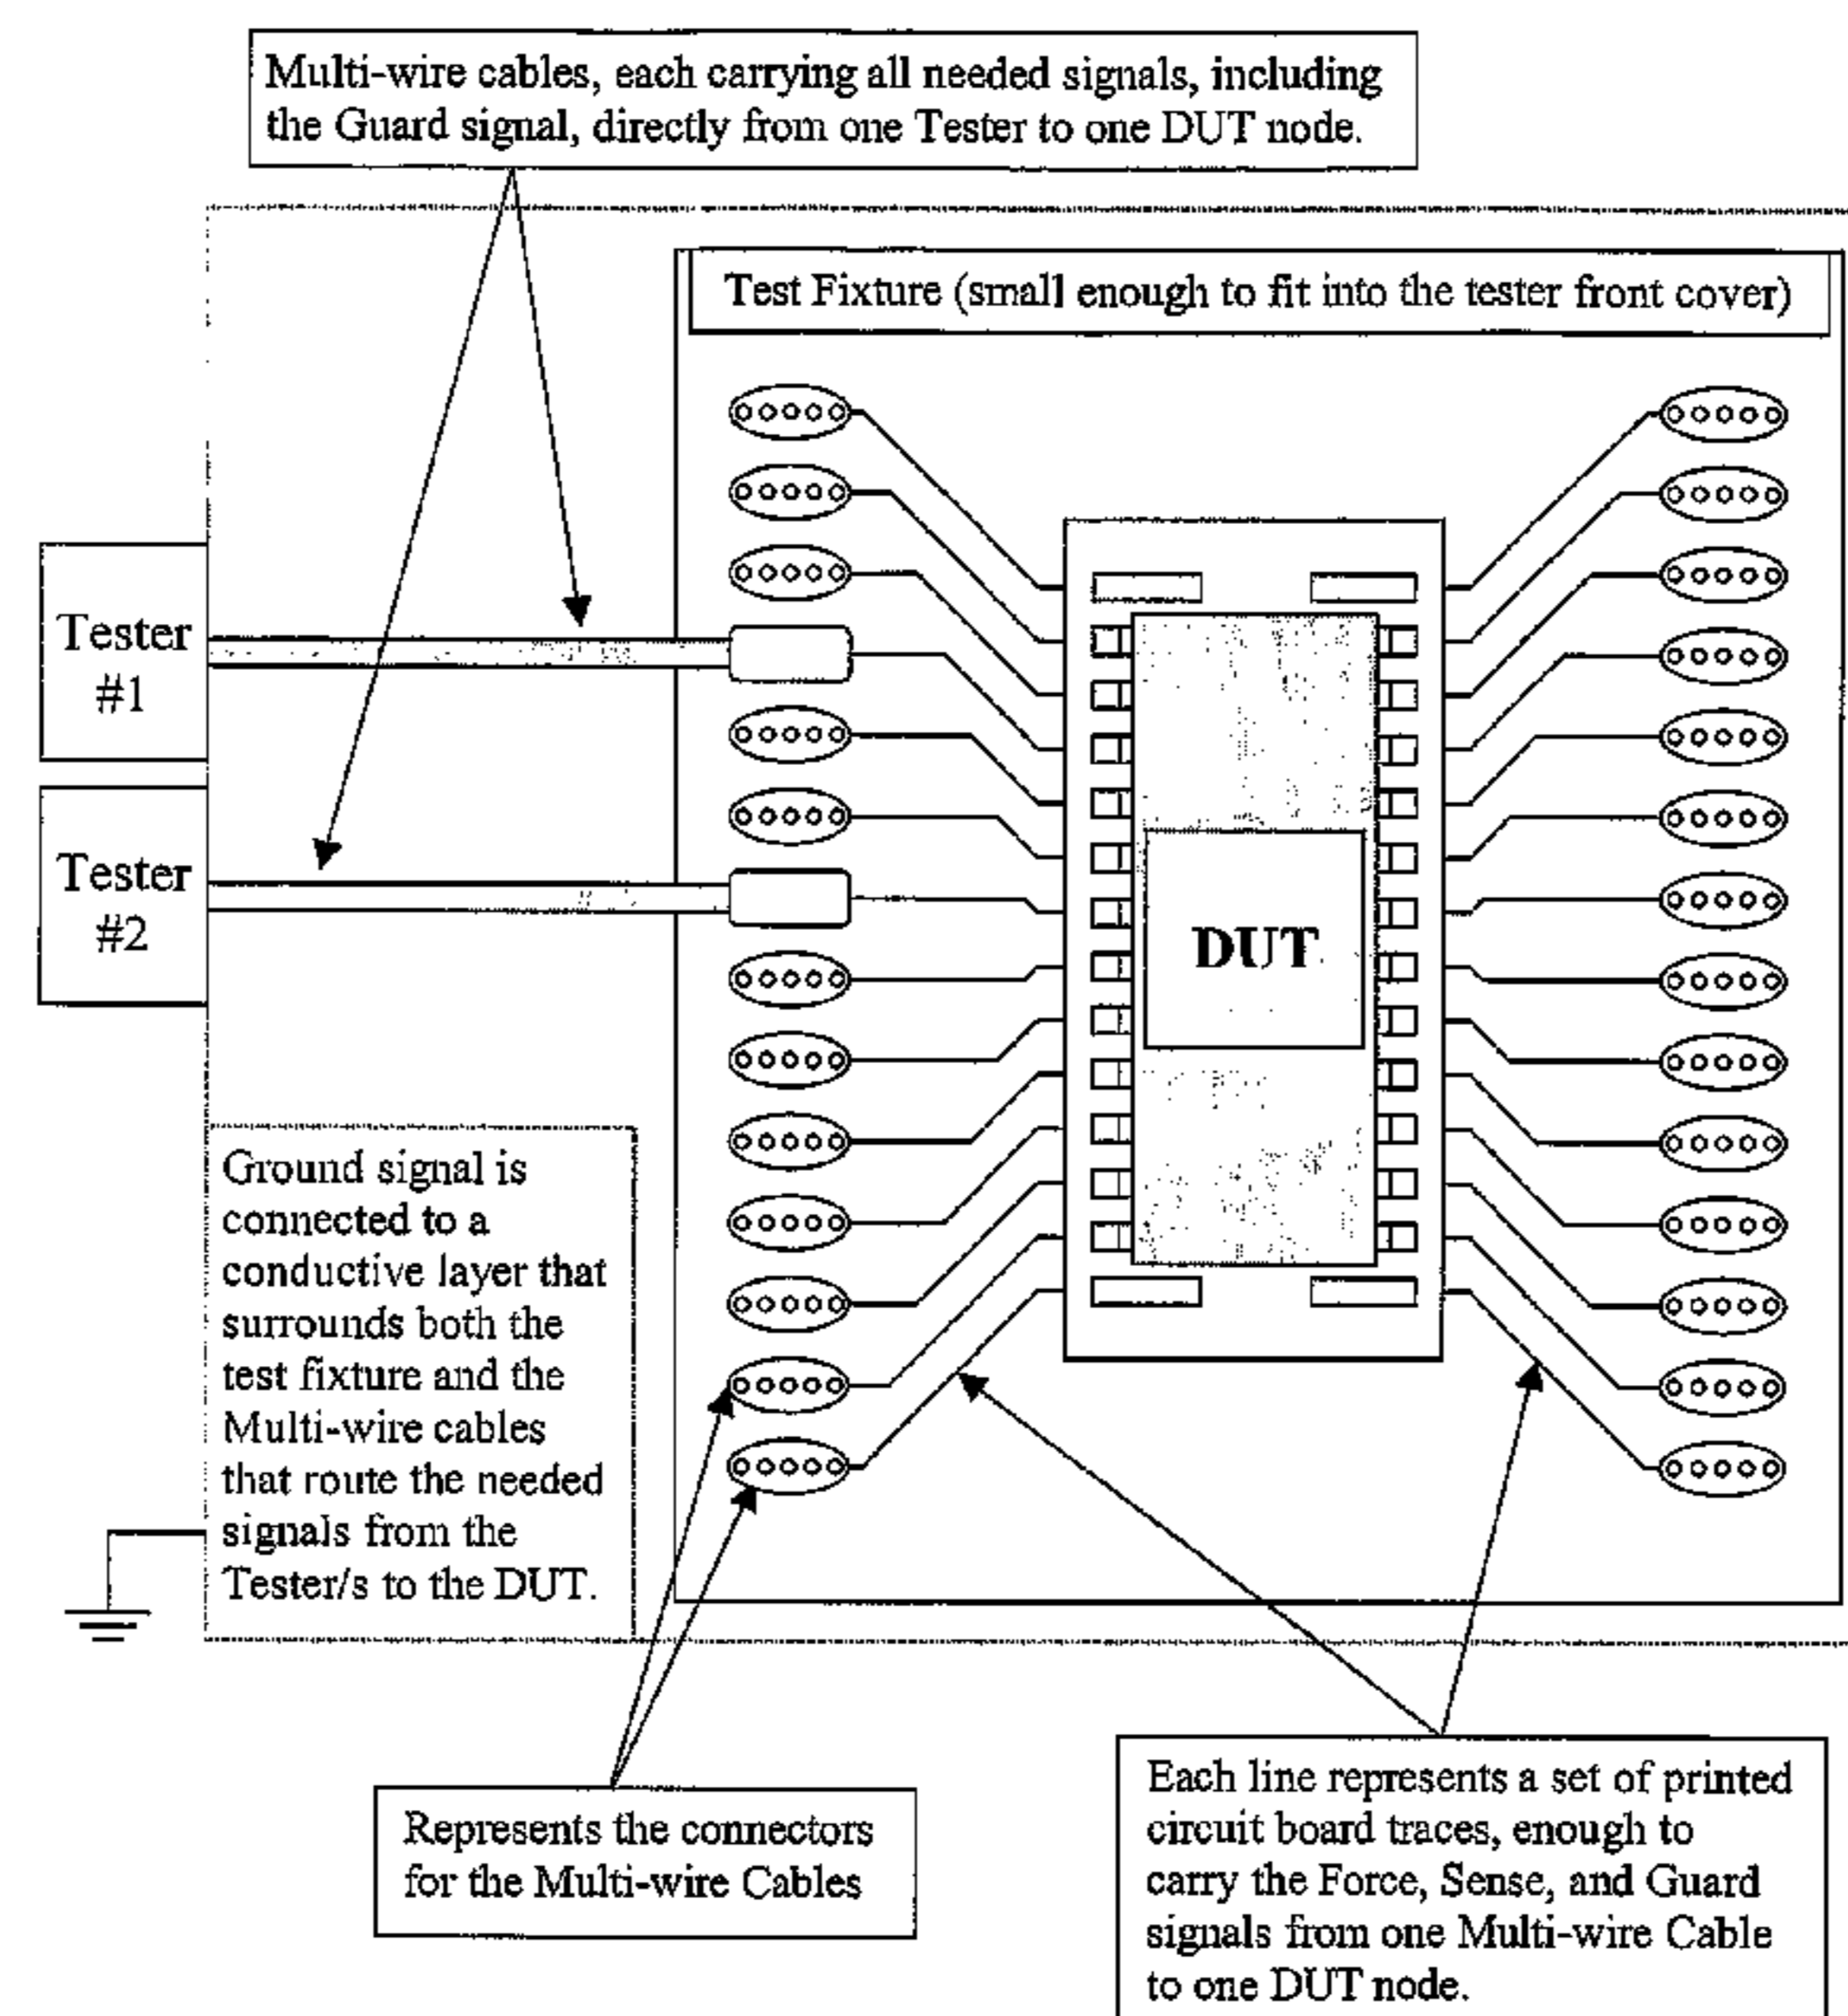 Multi-wire cables, each carrying all needed signals, including
the Guard signal, directly from one Tester to one DUT node.
Test Fixture (small enough to fit into the tester front cover)
Tester
#1
Tester
#2
DUT
Ground signal is
connected to a
conductive layer that
surrounds both the
test fixture and the
Multi-wire cables
that route the needed
signals from the
Tester/s to the DUT.
Represents the connectors
for the Multi-wire Cables
Each line represents a set of printed
circuit board traces, enough to
carry the Force, Sense, and Guard
signals from one Multi-wire Cable
to one DUT node.